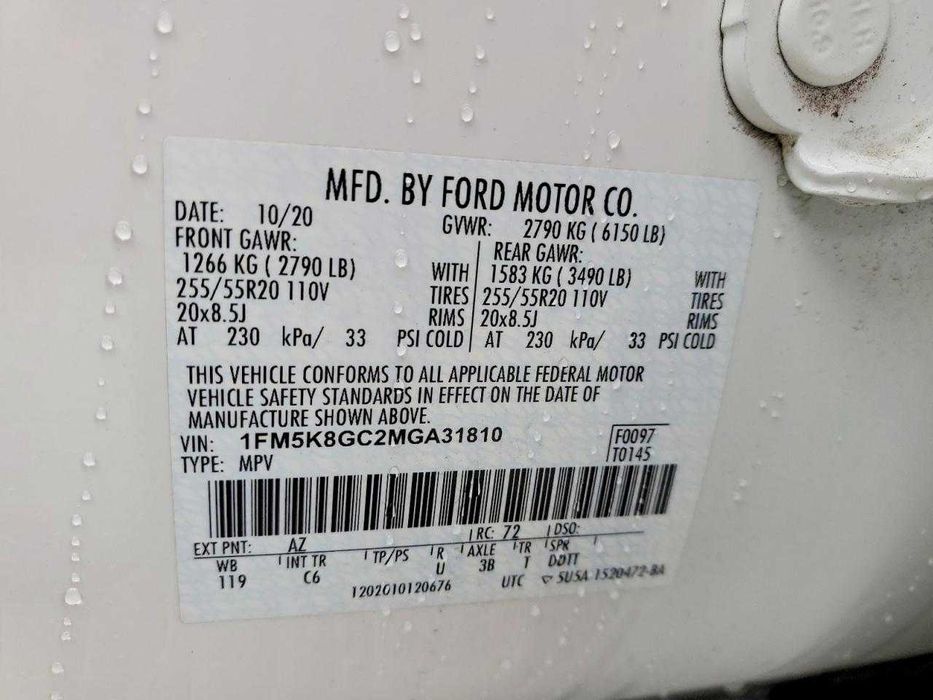 MFD. BY FORD MOTOR CO.
DATE: 10/20 GVWR: 2790 KG ( 6150 LB)
FRONT GAWR: REAR GAWR:
1266 KG ( 2790 LB) WITH 1583 KG ( 3490 LB) WITH
255/55R20 110V TIRES 255/55R20 110V TIRES
20x8.5J RIMS 20x8.5J RIMS
AT 230 kPa/ 33 PSI COLD AT 230 kPa/ 33 PSI COLD
THIS VEHICLE CONFORMS TO ALL APPLICABLE FEDERAL MOTOR
VEHICLE SAFETY STANDARDS IN EFFECT ON THE DATE OF
MANUFACTURE SHOWN ABOVE.
VIN: 1FM5K8GC2MGA31810 F0097
TYPE: MPV T0145
EXT PNT: AZ RC: 72 DSO:
WB INT TR TP/PS R AXLE TR SPR
119 C6 U 3B T
1202010120676 UTC